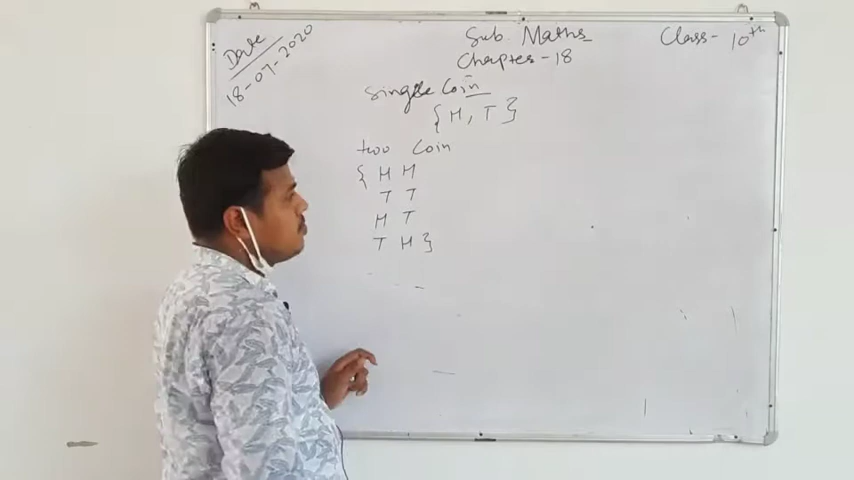 Date
18-07-2020
Sub. Maths
Chapter-18
Class- 10th
Single Coin
{H, T}
two Coin
{ H H
T T
H T
T H }